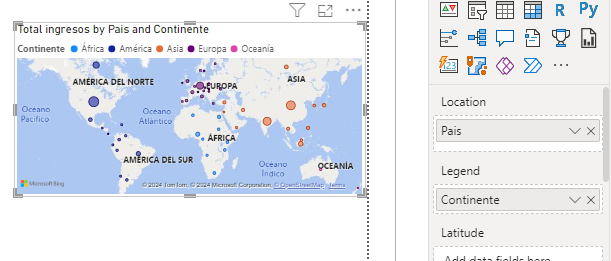 Total ingresos by Pais and Continente
Continente África América Asia Europa Oceanía
AMÉRICA DEL NORTE
EUROPA
ASIA
Océano
Pacífico
Océano
Atlántico
ÁFRICA
AMÉRICA DEL SUR
Océano
Índico
OCEANÍA
Microsoft Bing
© 2024 TomTom, © 2024 Microsoft Corporation, © OpenStreetMap Terms
R
Py
123
Location
Pais
Legend
Continente
Latitude
Add data fields here